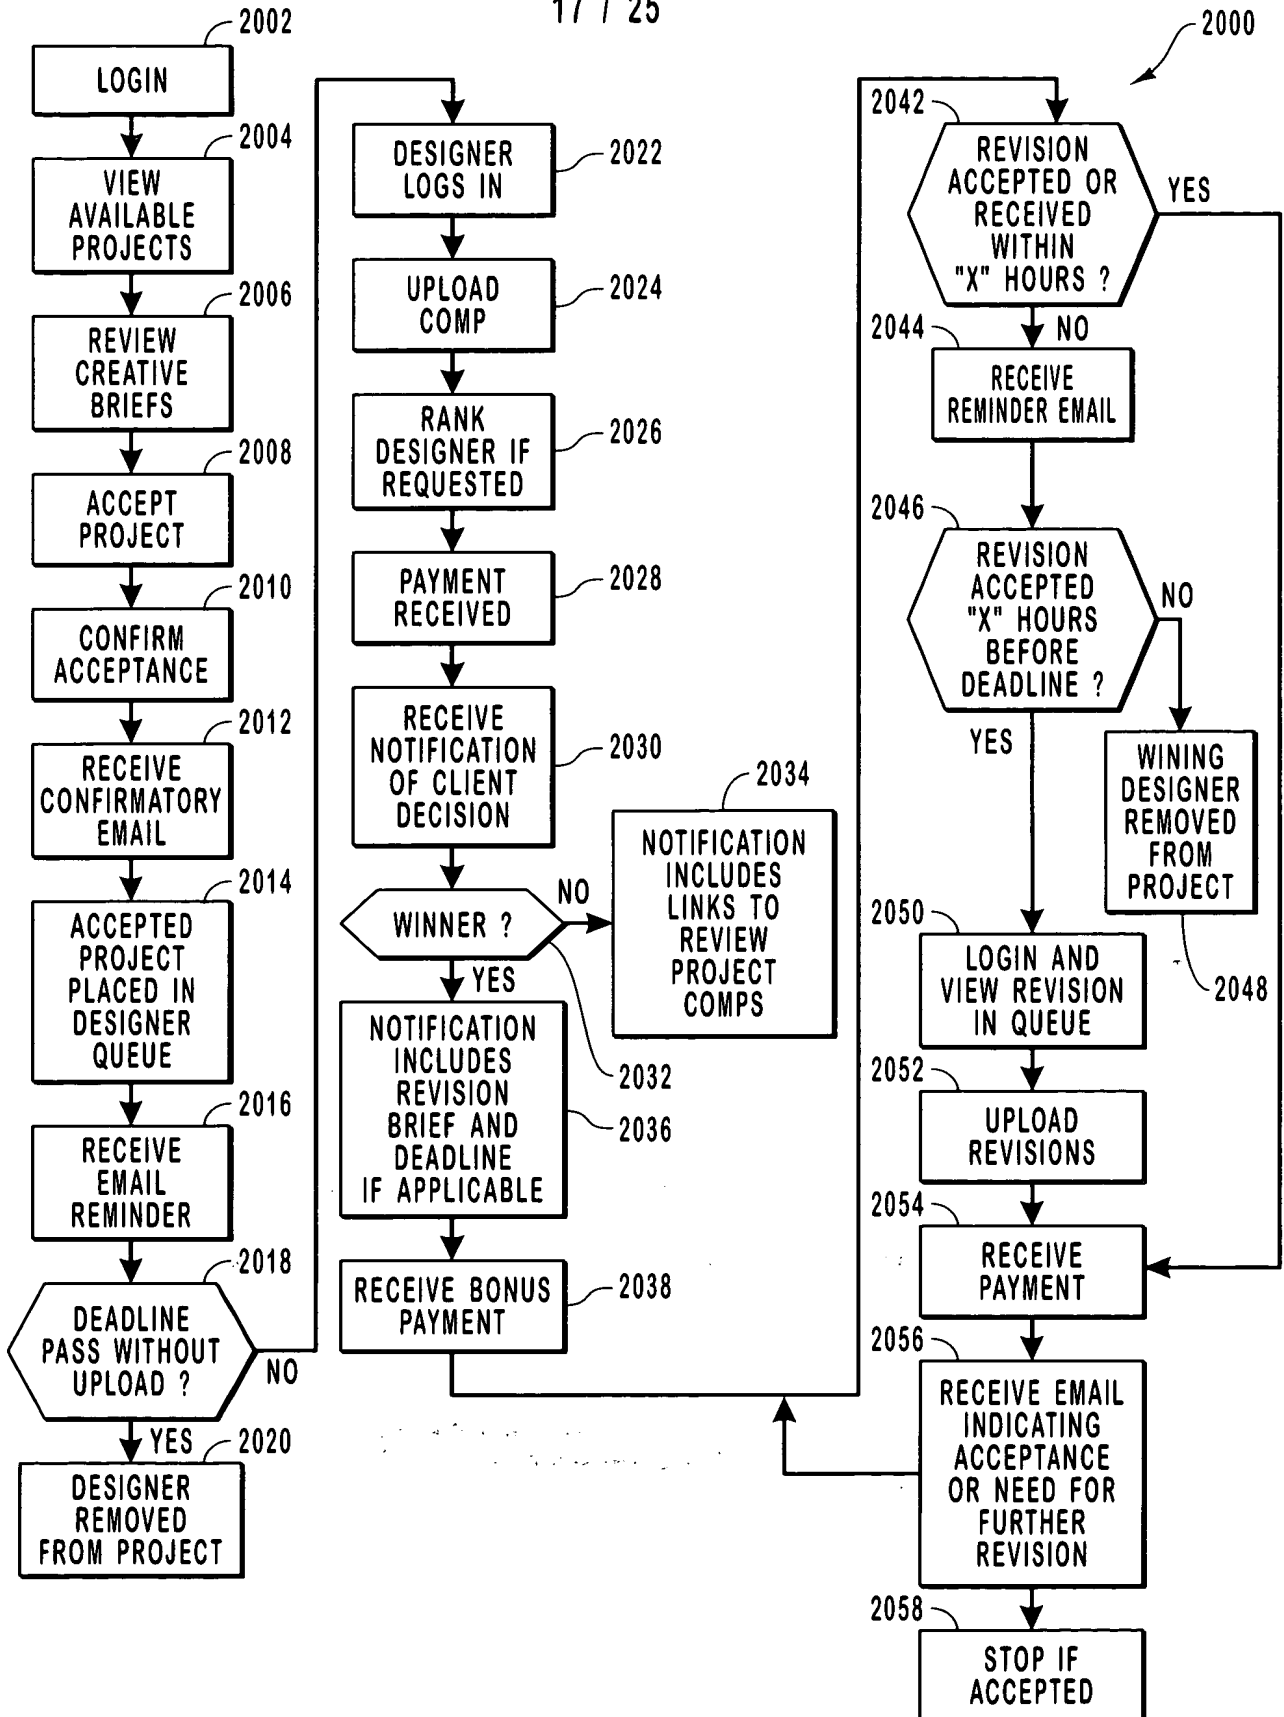 17 / 25
2000
2002
LOGIN
2004
VIEW
AVAILABLE
PROJECTS
2006
REVIEW
CREATIVE
BRIEFS
2008
ACCEPT
PROJECT
2010
CONFIRM
ACCEPTANCE
2012
RECEIVE
CONFIRMATORY
EMAIL
2014
ACCEPTED
PROJECT
PLACED IN
DESIGNER
QUEUE
2016
RECEIVE
EMAIL
REMINDER
2018
DEADLINE
PASS WITHOUT
UPLOAD ?
NO
YES
2020
DESIGNER
REMOVED
FROM PROJECT
DESIGNER
LOGS IN
2022
UPLOAD
COMP
2024
RANK
DESIGNER IF
REQUESTED
2026
PAYMENT
RECEIVED
2028
RECEIVE
NOTIFICATION
OF CLIENT
DECISION
2030
WINNER ?
NO
YES
2032
2034
NOTIFICATION
INCLUDES
LINKS TO
REVIEW
PROJECT
COMPS
NOTIFICATION
INCLUDES
REVISION
BRIEF AND
DEADLINE
IF APPLICABLE
2036
RECEIVE BONUS
PAYMENT
2038
2042
REVISION
ACCEPTED OR
RECEIVED
WITHIN
"X" HOURS ?
YES
NO
2044
RECEIVE
REMINDER EMAIL
2046
REVISION
ACCEPTED
"X" HOURS
BEFORE
DEADLINE ?
NO
YES
WINING
DESIGNER
REMOVED
FROM
PROJECT
2048
2050
LOGIN AND
VIEW REVISION
IN QUEUE
2052
UPLOAD
REVISIONS
2054
RECEIVE
PAYMENT
2056
RECEIVE EMAIL
INDICATING
ACCEPTANCE
OR NEED FOR
FURTHER
REVISION
2058
STOP IF
ACCEPTED